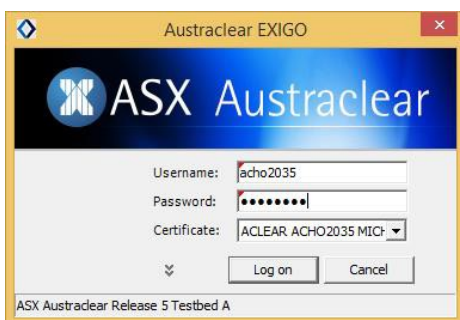 Austraclear EXIGO
ASX Austraclear
Username: acho2035
Password: ••••••••
Certificate: ACLEAR ACHO2035 MICH
Log on Cancel
ASX Austraclear Release 5 Testbed A